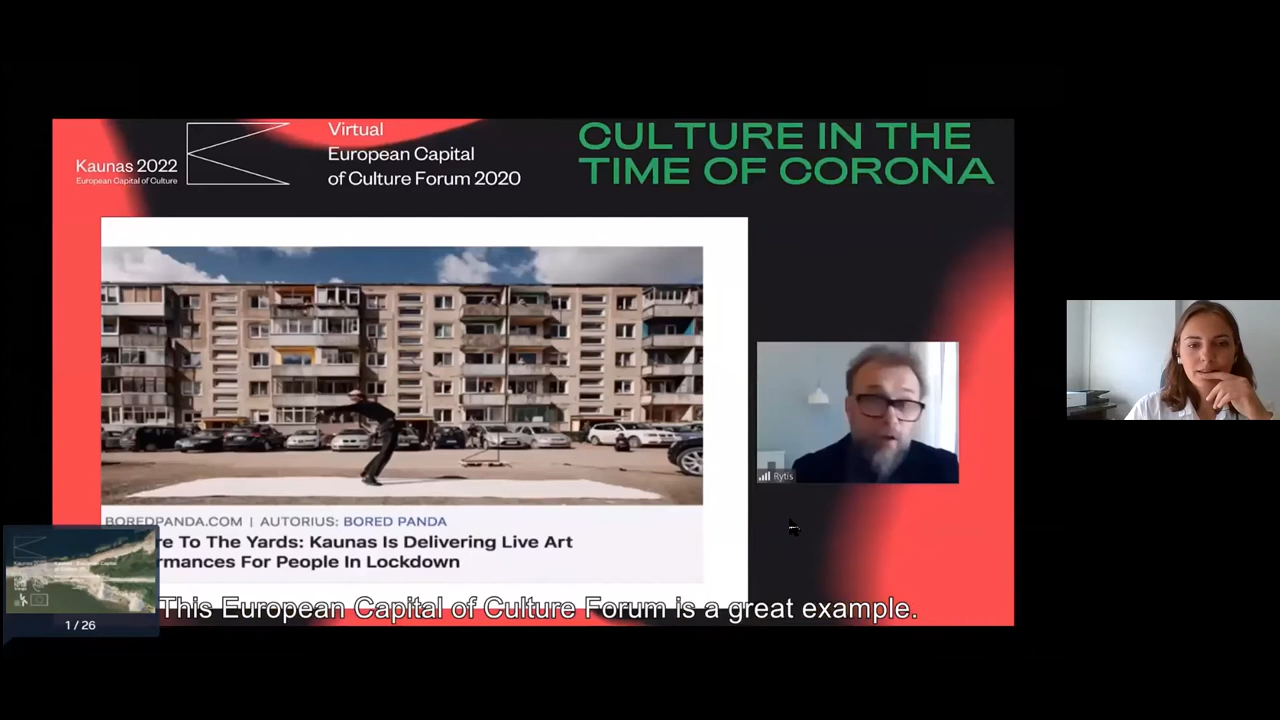 Kaunas 2022
European Capital of Culture
Virtual
European Capital
of Culture Forum 2020
CULTURE IN THE
TIME OF CORONA
Rytis
BOREDPANDA.COM | AUTORIUS: BORED PANDA
re To The Yards: Kaunas Is Delivering Live Art
rmances For People In Lockdown
This European Capital of Culture Forum is a great example.
1 / 26